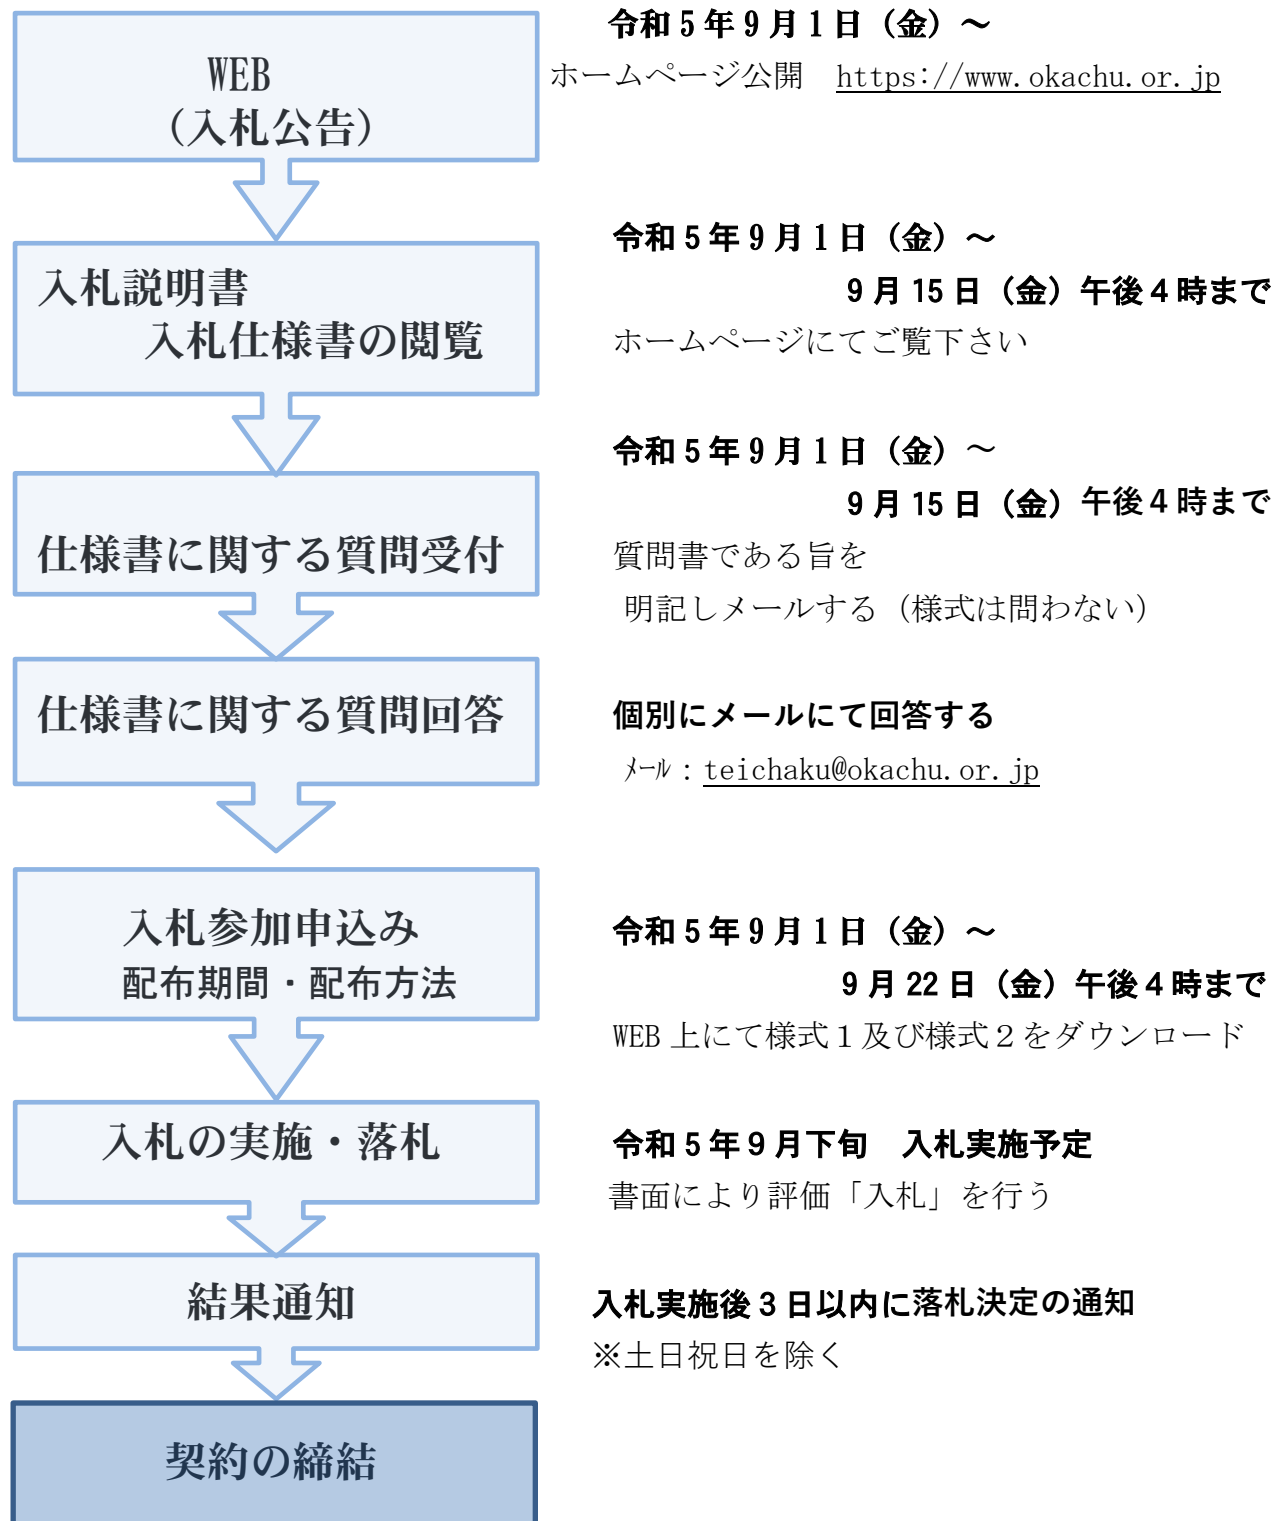 WEB
（入札公告）
令和５年９月１日（金）～
ホームページ公開　https://www.okachu.or.jp
入札説明書
入札仕様書の閲覧
令和５年９月１日（金）～
９月 15 日（金）午後４時まで
ホームページにてご覧下さい
仕様書に関する質問受付
令和５年９月１日（金）～
９月 15 日（金）午後４時まで
質問書である旨を
明記しメールする（様式は問わない）
仕様書に関する質問回答
個別にメールにて回答する
ﾒｰﾙ：teichaku@okachu.or.jp
入札参加申込み
配布期間・配布方法
令和５年９月１日（金）～
９月 22 日（金）午後４時まで
WEB 上にて様式１及び様式２をダウンロード
入札の実施・落札
令和５年９月下旬　入札実施予定
書面により評価「入札」を行う
結果通知
入札実施後３日以内に落札決定の通知
※土日祝日を除く
契約の締結